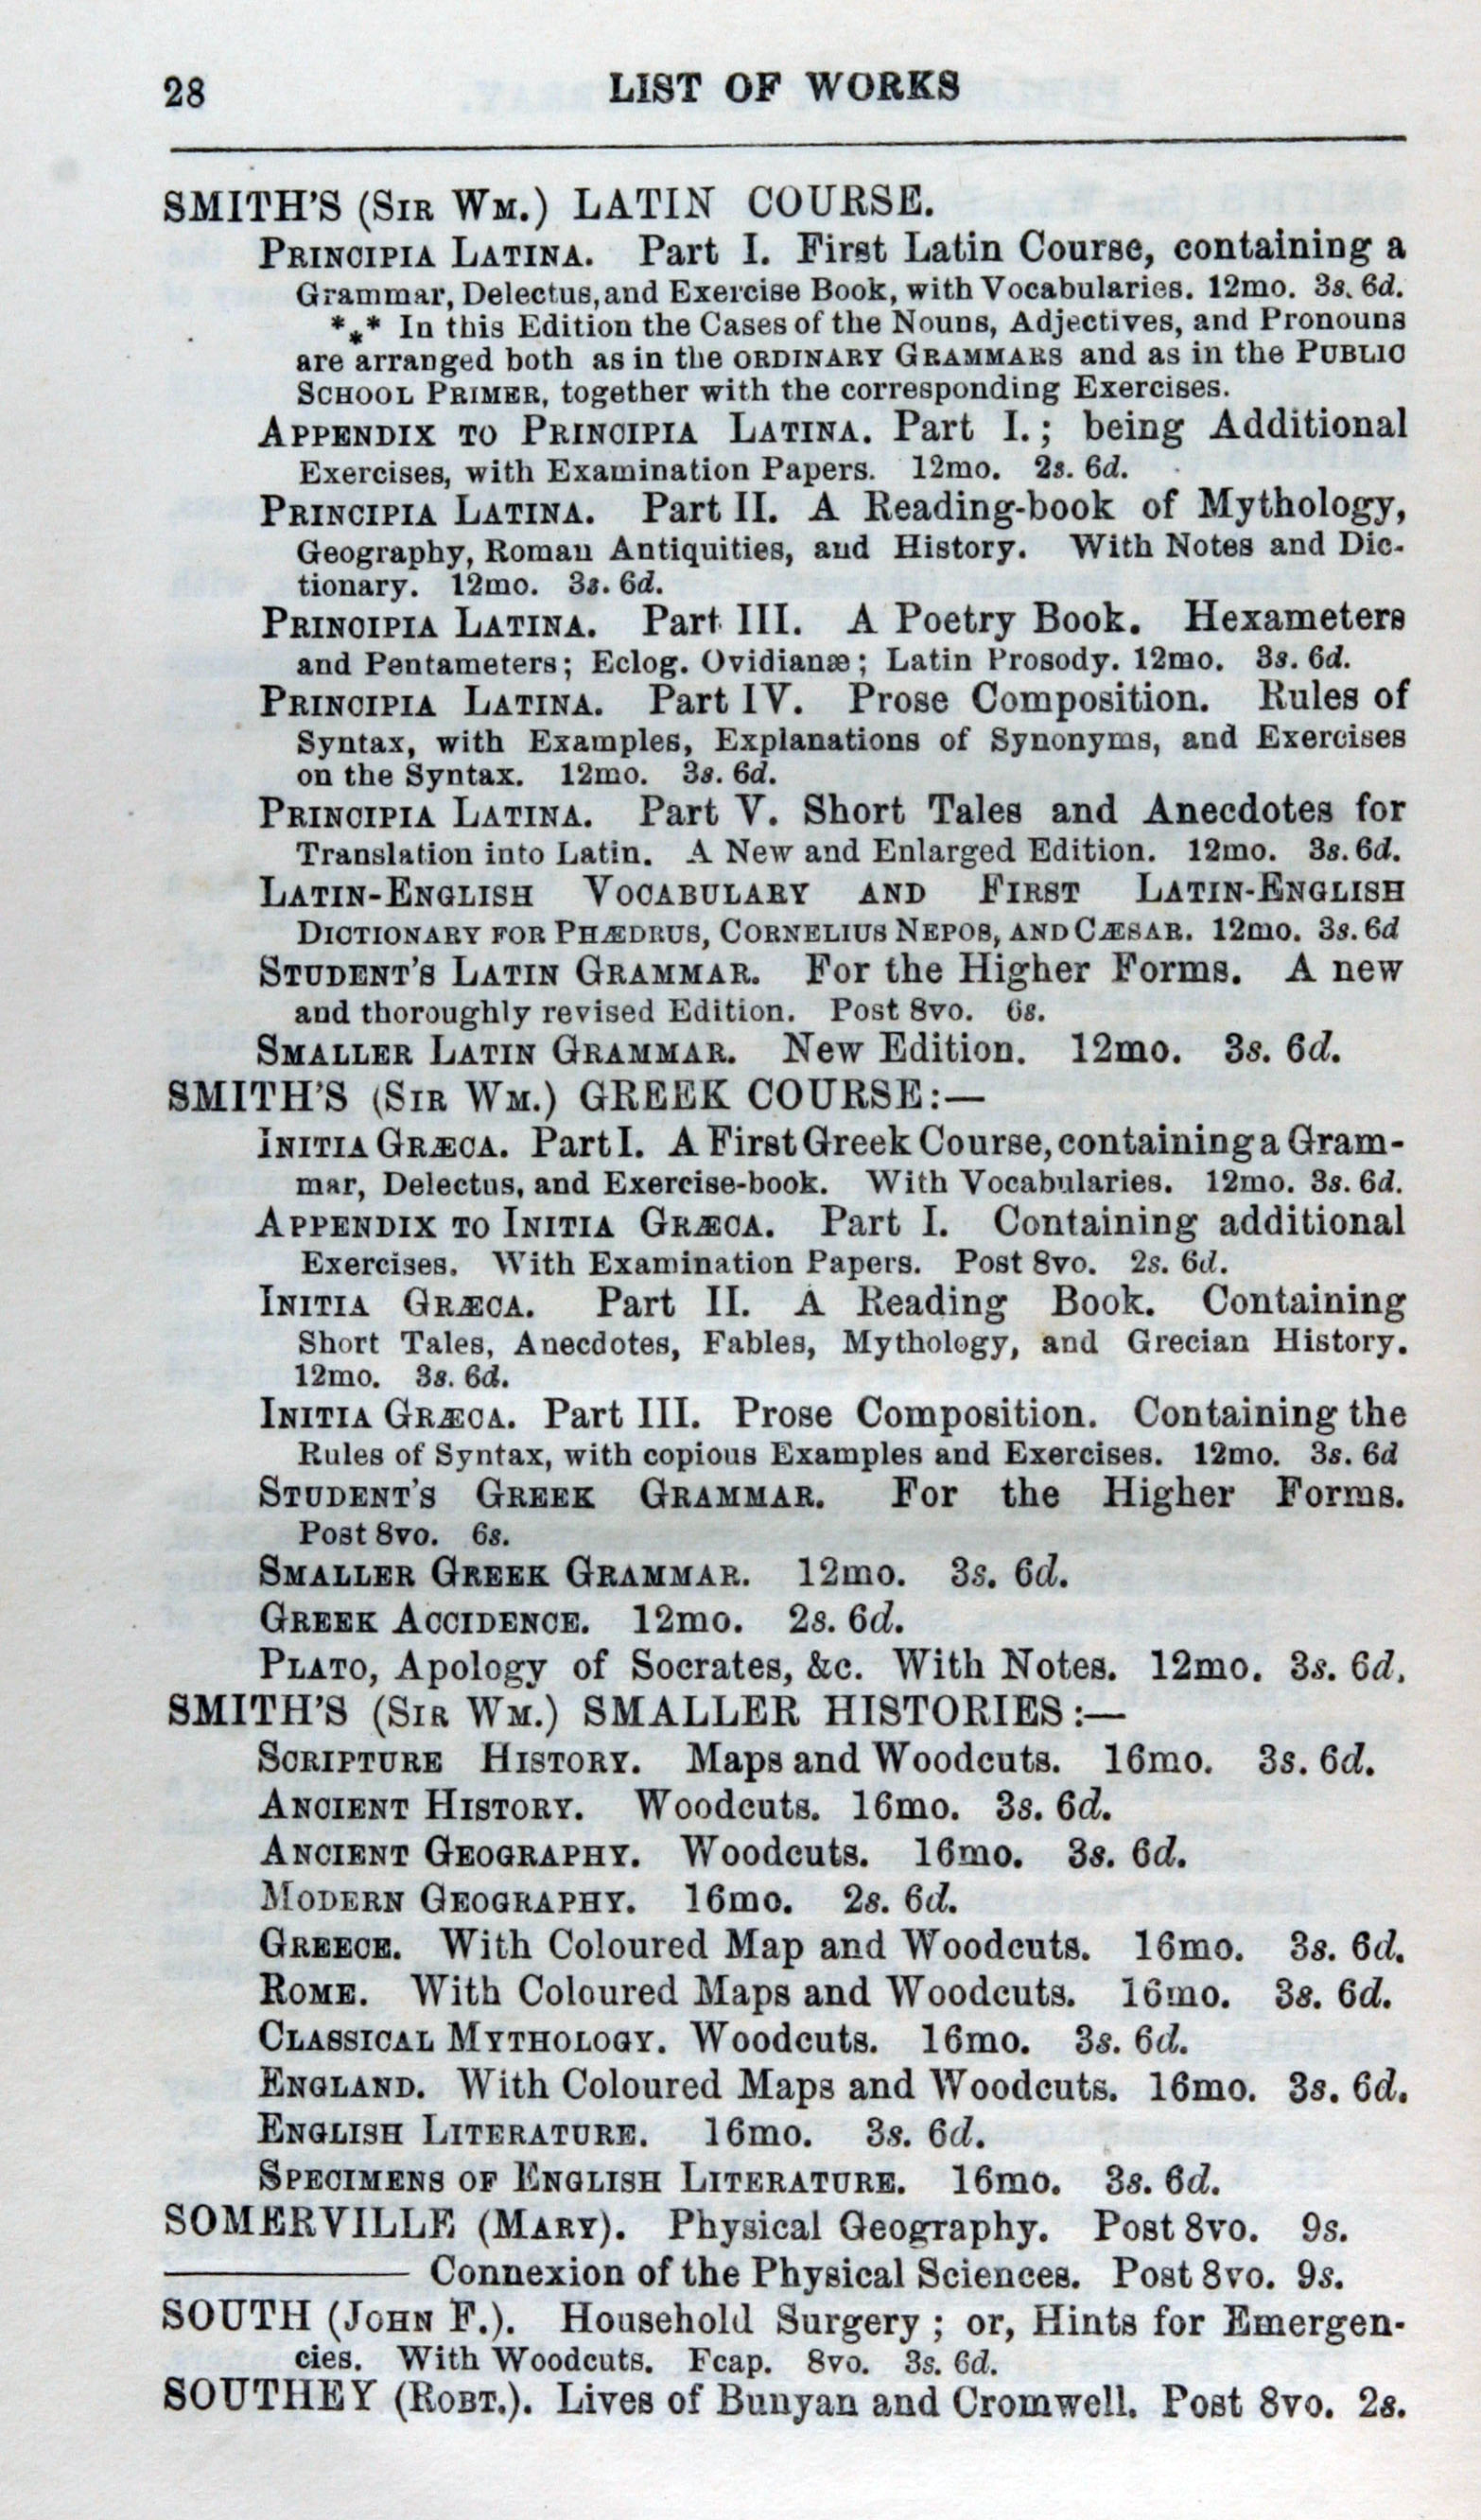 28 LIST OF WORKS
SMITH'S (SIR WM.) LATIN COURSE.
PRINCIPIA LATINA. Part I. First Latin Course, containing a
Grammar, Delectus, and Exercise Book, with Vocabularies. 12mo. 3s. 6d.
*** In this Edition the Cases of the Nouns, Adjectives, and Pronouns
are arranged both as in the ORDINARY GRAMMARS and as in the PUBLIC
SCHOOL PRIMER, together with the corresponding Exercises.
APPENDIX TO PRINCIPIA LATINA. Part I.; being Additional
Exercises, with Examination Papers. 12mo. 2s. 6d.
PRINCIPIA LATINA. Part II. A Reading-book of Mythology,
Geography, Roman Antiquities, and History. With Notes and Dic-
tionary. 12mo. 3s. 6d.
PRINCIPIA LATINA. Part III. A Poetry Book. Hexameters
and Pentameters; Eclog. Ovidianæ; Latin Prosody. 12mo. 3s. 6d.
PRINCIPIA LATINA. Part IV. Prose Composition. Rules of
Syntax, with Examples, Explanations of Synonyms, and Exercises
on the Syntax. 12mo. 3s. 6d.
PRINCIPIA LATINA. Part V. Short Tales and Anecdotes for
Translation into Latin. A New and Enlarged Edition. 12mo. 3s. 6d.
LATIN-ENGLISH VOCABULARY AND FIRST LATIN-ENGLISH
DICTIONARY FOR PHÆDRUS, CORNELIUS NEPOS, AND CÆSAR. 12mo. 3s. 6d
STUDENT'S LATIN GRAMMAR. For the Higher Forms. A new
and thoroughly revised Edition. Post 8vo. 6s.
SMALLER LATIN GRAMMAR. New Edition. 12mo. 3s. 6d.
SMITH'S (SIR WM.) GREEK COURSE:—
INITIA GRÆCA. Part I. A First Greek Course, containing a Gram-
mar, Delectus, and Exercise-book. With Vocabularies. 12mo. 3s. 6d.
APPENDIX TO INITIA GRÆCA. Part I. Containing additional
Exercises. With Examination Papers. Post 8vo. 2s. 6d.
INITIA GRÆCA. Part II. A Reading Book. Containing
Short Tales, Anecdotes, Fables, Mythology, and Grecian History.
12mo. 3s. 6d.
INITIA GRÆCA. Part III. Prose Composition. Containing the
Rules of Syntax, with copious Examples and Exercises. 12mo. 3s. 6d
STUDENT'S GREEK GRAMMAR. For the Higher Forms.
Post 8vo. 6s.
SMALLER GREEK GRAMMAR. 12mo. 3s. 6d.
GREEK ACCIDENCE. 12mo. 2s. 6d.
PLATO, Apology of Socrates, &c. With Notes. 12mo. 3s. 6d.
SMITH'S (SIR WM.) SMALLER HISTORIES:—
SCRIPTURE HISTORY. Maps and Woodcuts. 16mo. 3s. 6d.
ANCIENT HISTORY. Woodcuts. 16mo. 3s. 6d.
ANCIENT GEOGRAPHY. Woodcuts. 16mo. 3s. 6d.
MODERN GEOGRAPHY. 16mo. 2s. 6d.
GREECE. With Coloured Map and Woodcuts. 16mo. 3s. 6d.
ROME. With Coloured Maps and Woodcuts. 16mo. 3s. 6d.
CLASSICAL MYTHOLOGY. Woodcuts. 16mo. 3s. 6d.
ENGLAND. With Coloured Maps and Woodcuts. 16mo. 3s. 6d.
ENGLISH LITERATURE. 16mo. 3s. 6d.
SPECIMENS OF ENGLISH LITERATURE. 16mo. 3s. 6d.
SOMERVILLE (MARY). Physical Geography. Post 8vo. 9s.
——— Connexion of the Physical Sciences. Post 8vo. 9s.
SOUTH (JOHN F.). Household Surgery; or, Hints for Emergen-
cies. With Woodcuts. Fcap. 8vo. 3s. 6d.
SOUTHEY (ROBT.). Lives of Bunyan and Cromwell. Post 8vo. 2s.